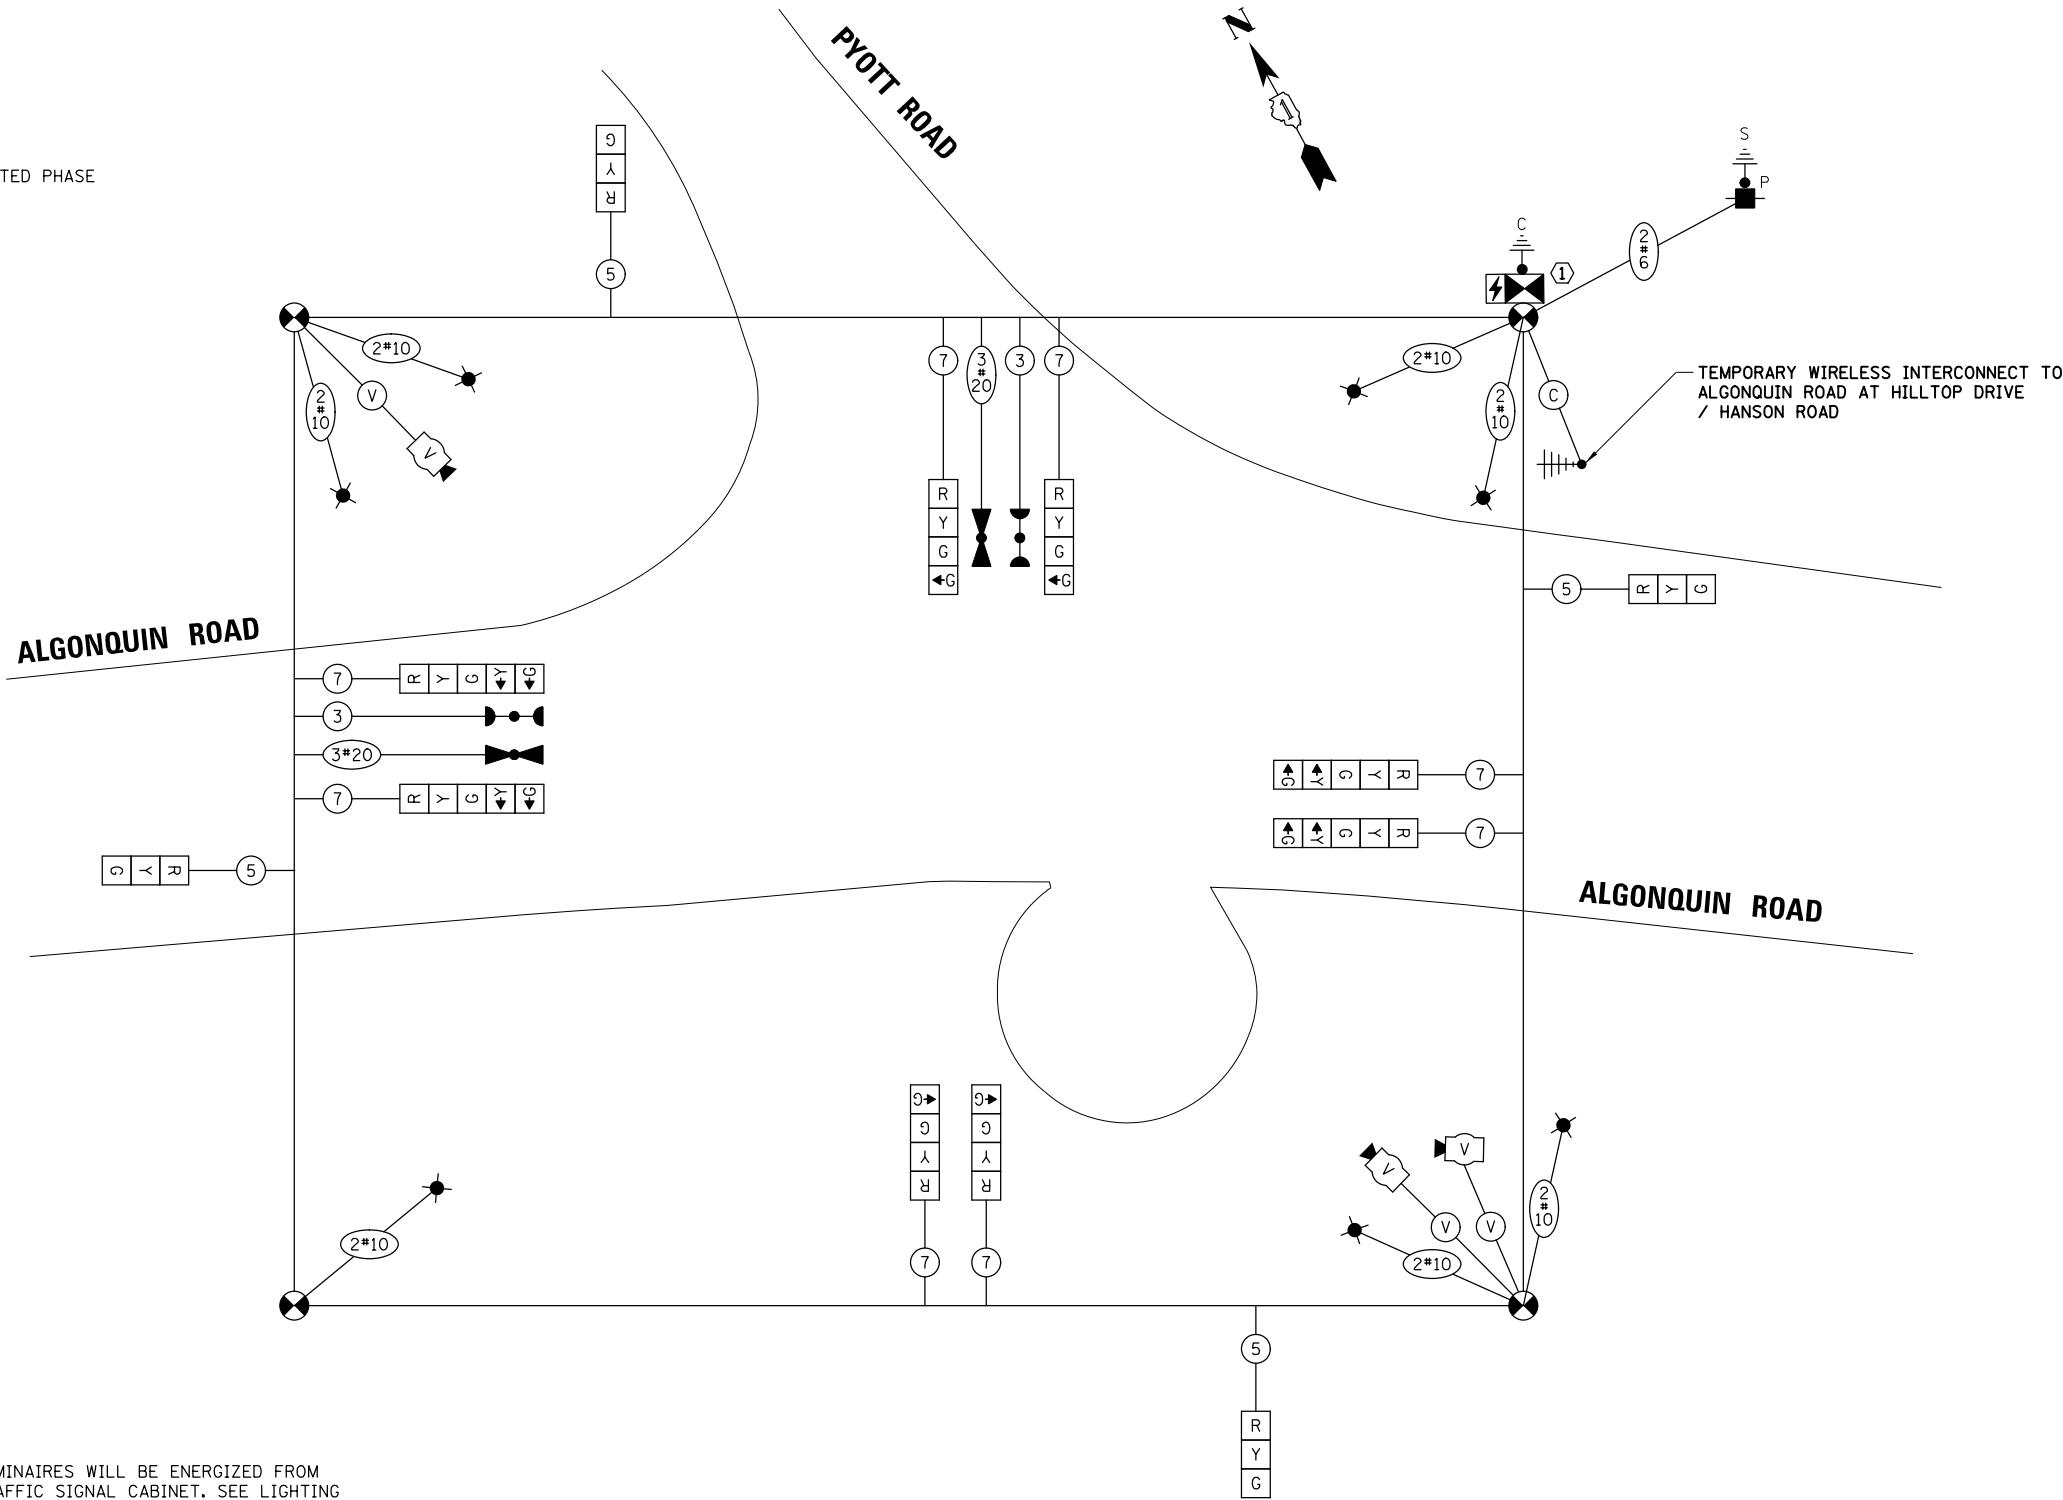 PYOTT ROAD
N
1
S
P
2
#
6
C
1
TED PHASE
G
Y
R
5
2#10
V
2
#
10
V
7
3
#
20
3
7
R
Y
G
G
R
Y
G
G
2#10
2
#
10
C
TEMPORARY WIRELESS INTERCONNECT TO
ALGONQUIN ROAD AT HILLTOP DRIVE
/ HANSON ROAD
5 R Y G
ALGONQUIN ROAD
7 R Y G Y G
3
3#20
7 R Y G Y G
G Y R 5
G Y G Y R 7
G Y G Y R 7
ALGONQUIN ROAD
G
G
Y
R
7
G
G
Y
R
7
2#10
V
V
V
V
2#10
2
#
10
5
R
Y
G
MINAIRES WILL BE ENERGIZED FROM
AFFIC SIGNAL CABINET. SEE LIGHTING